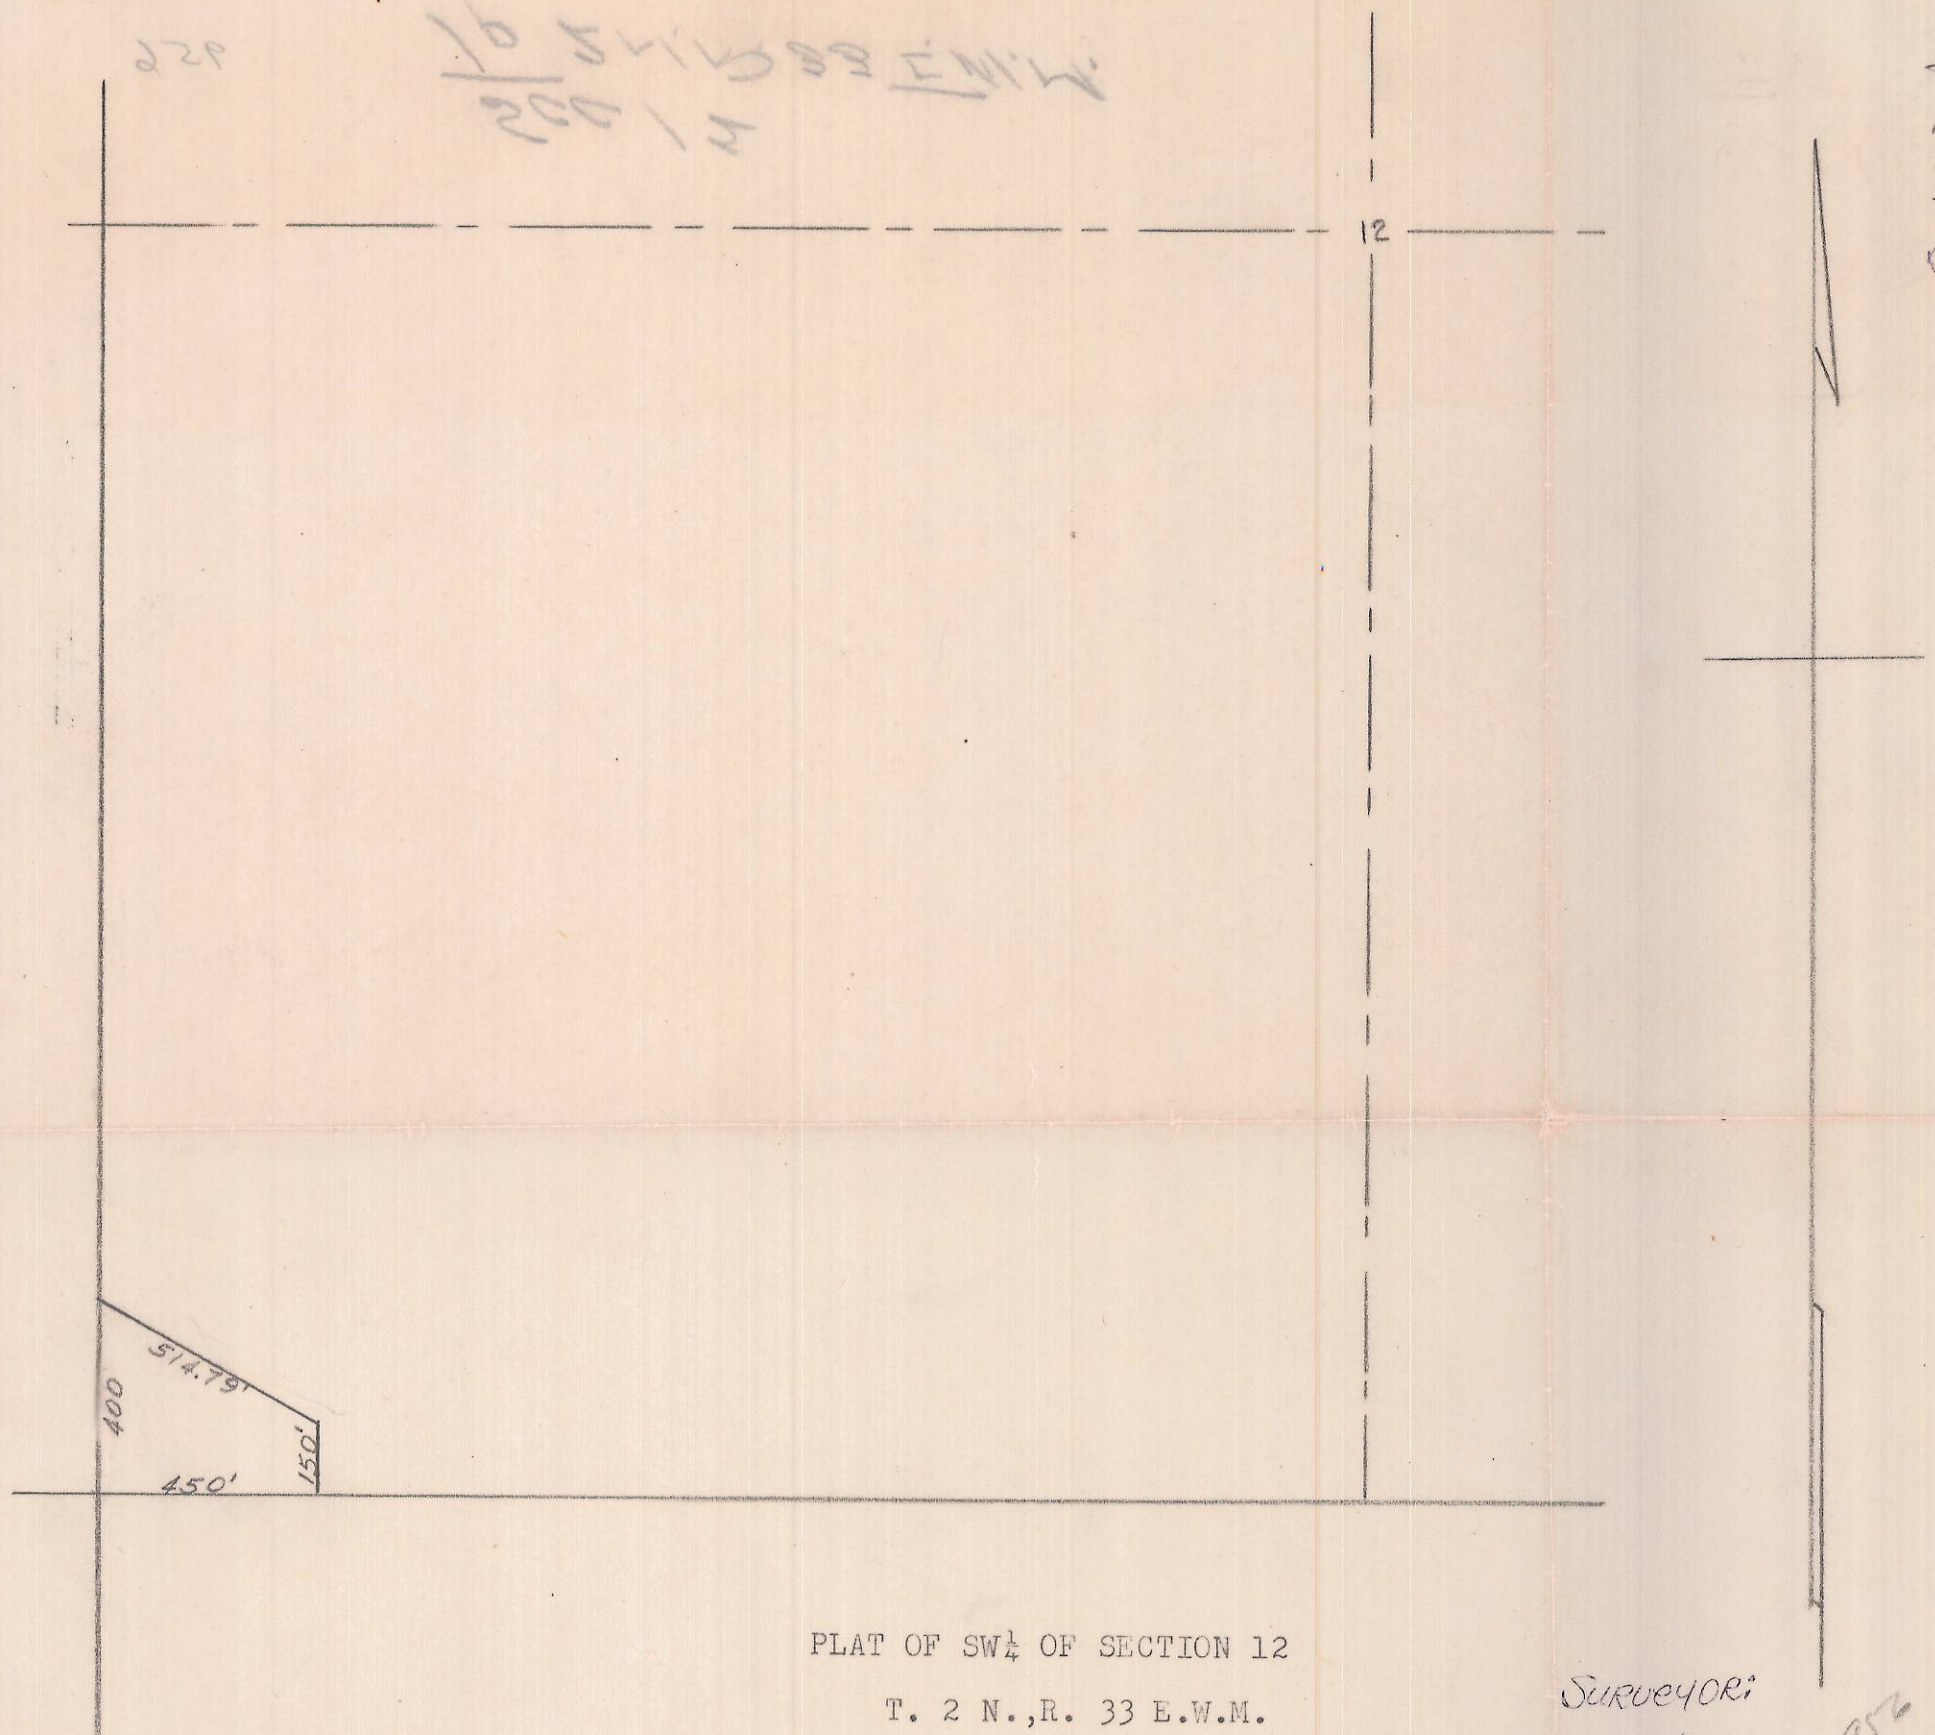 12
514.79'
400
150'
450'
PLAT OF SW¼ OF SECTION 12
T. 2 N.,R. 33 E.W.M.
SURVEYOR: